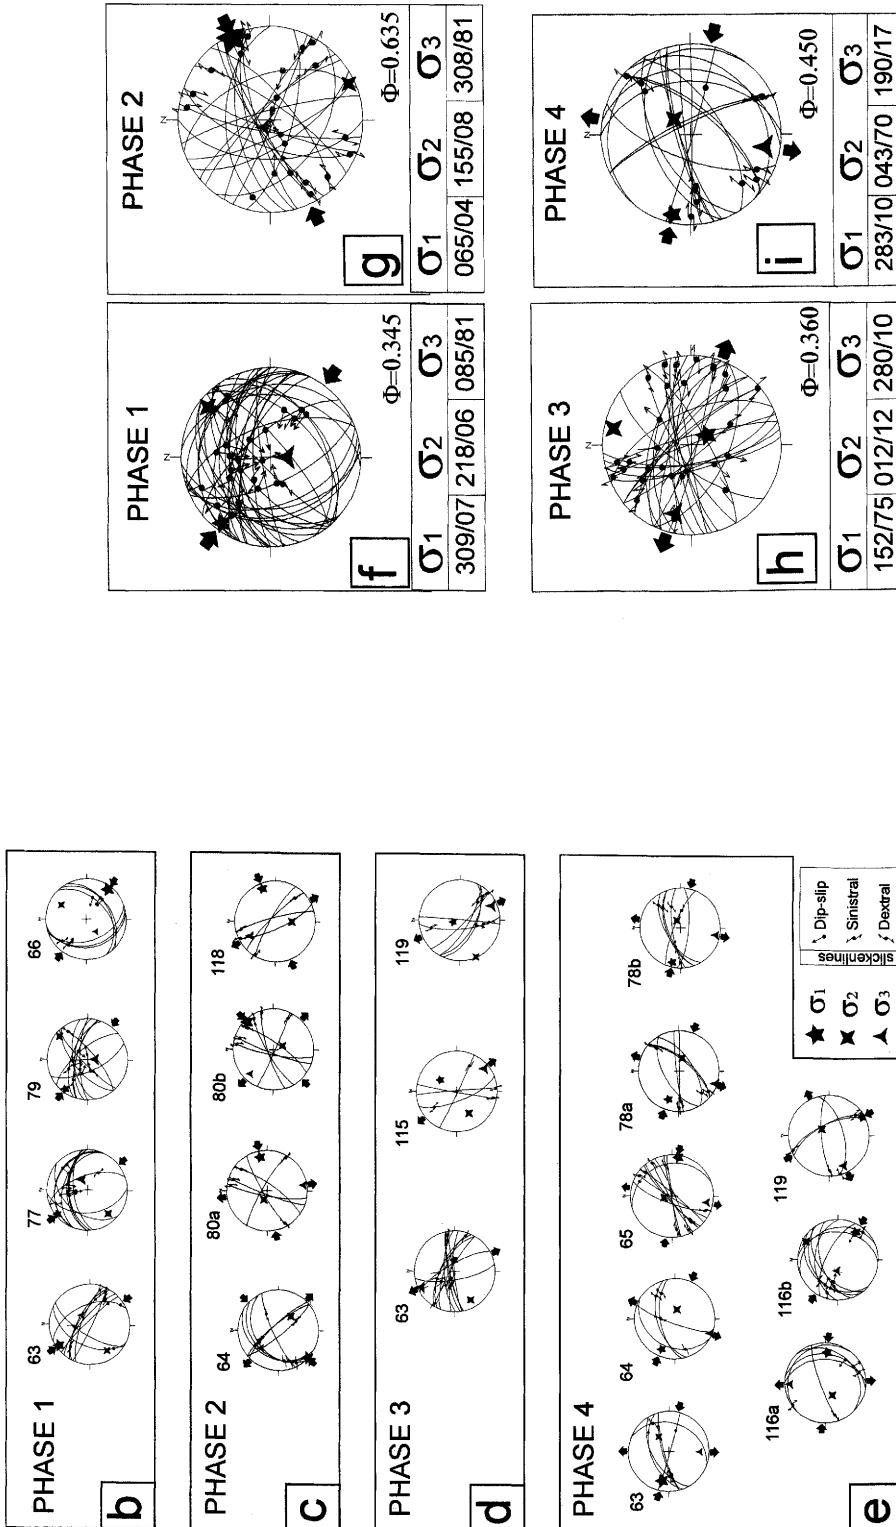 PHASE 1
63
77
79
66
b
PHASE 2
64
80a
80b
118
c
PHASE 3
63
115
119
d
PHASE 4
63
64
65
78a
78b
116a
116b
119
e
σ1
σ2
σ3
slickenlines
Dip-slip
Sinistral
Dextral
PHASE 1
f
Φ=0.345
σ1 σ2 σ3
309/07 218/06 085/81
PHASE 2
g
Φ=0.635
σ1 σ2 σ3
065/04 155/08 308/81
PHASE 3
h
Φ=0.360
σ1 σ2 σ3
152/75 012/12 280/10
PHASE 4
i
Φ=0.450
σ1 σ2 σ3
283/10 043/70 190/17